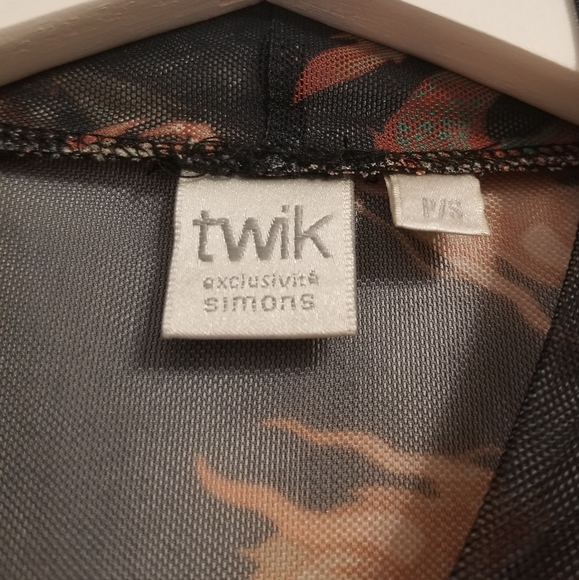 twik
exclusivité
simons
P/S